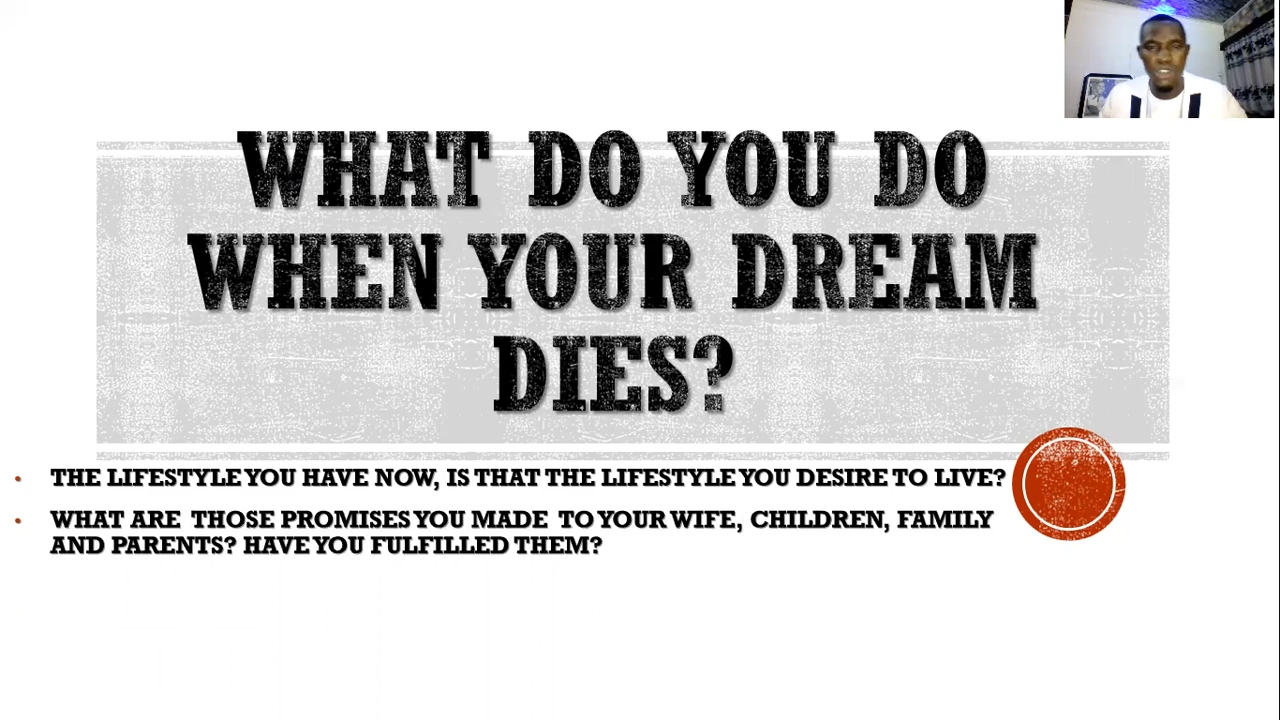 WHAT DO YOU DO
WHEN YOUR DREAM
DIES?
• THE LIFESTYLE YOU HAVE NOW, IS THAT THE LIFESTYLE YOU DESIRE TO LIVE?
• WHAT ARE THOSE PROMISES YOU MADE TO YOUR WIFE, CHILDREN, FAMILY
AND PARENTS? HAVE YOU FULFILLED THEM?